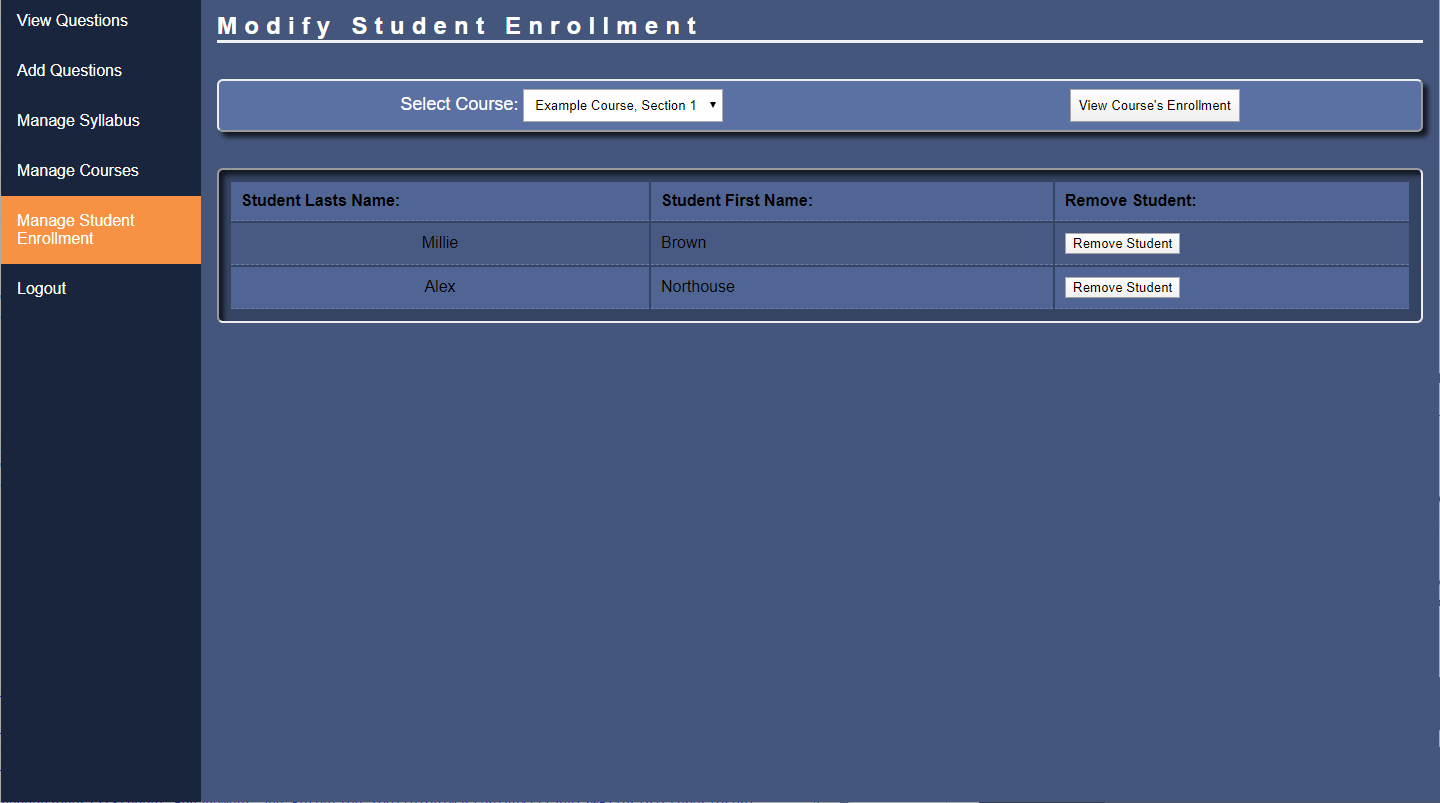 View Questions
Add Questions
Manage Syllabus
Manage Courses
Manage Student
Enrollment
Logout
Modify Student Enrollment
Select Course: Example Course, Section 1 View Course's Enrollment
Student Lasts Name: Student First Name: Remove Student:
Millie Brown Remove Student
Alex Northouse Remove Student